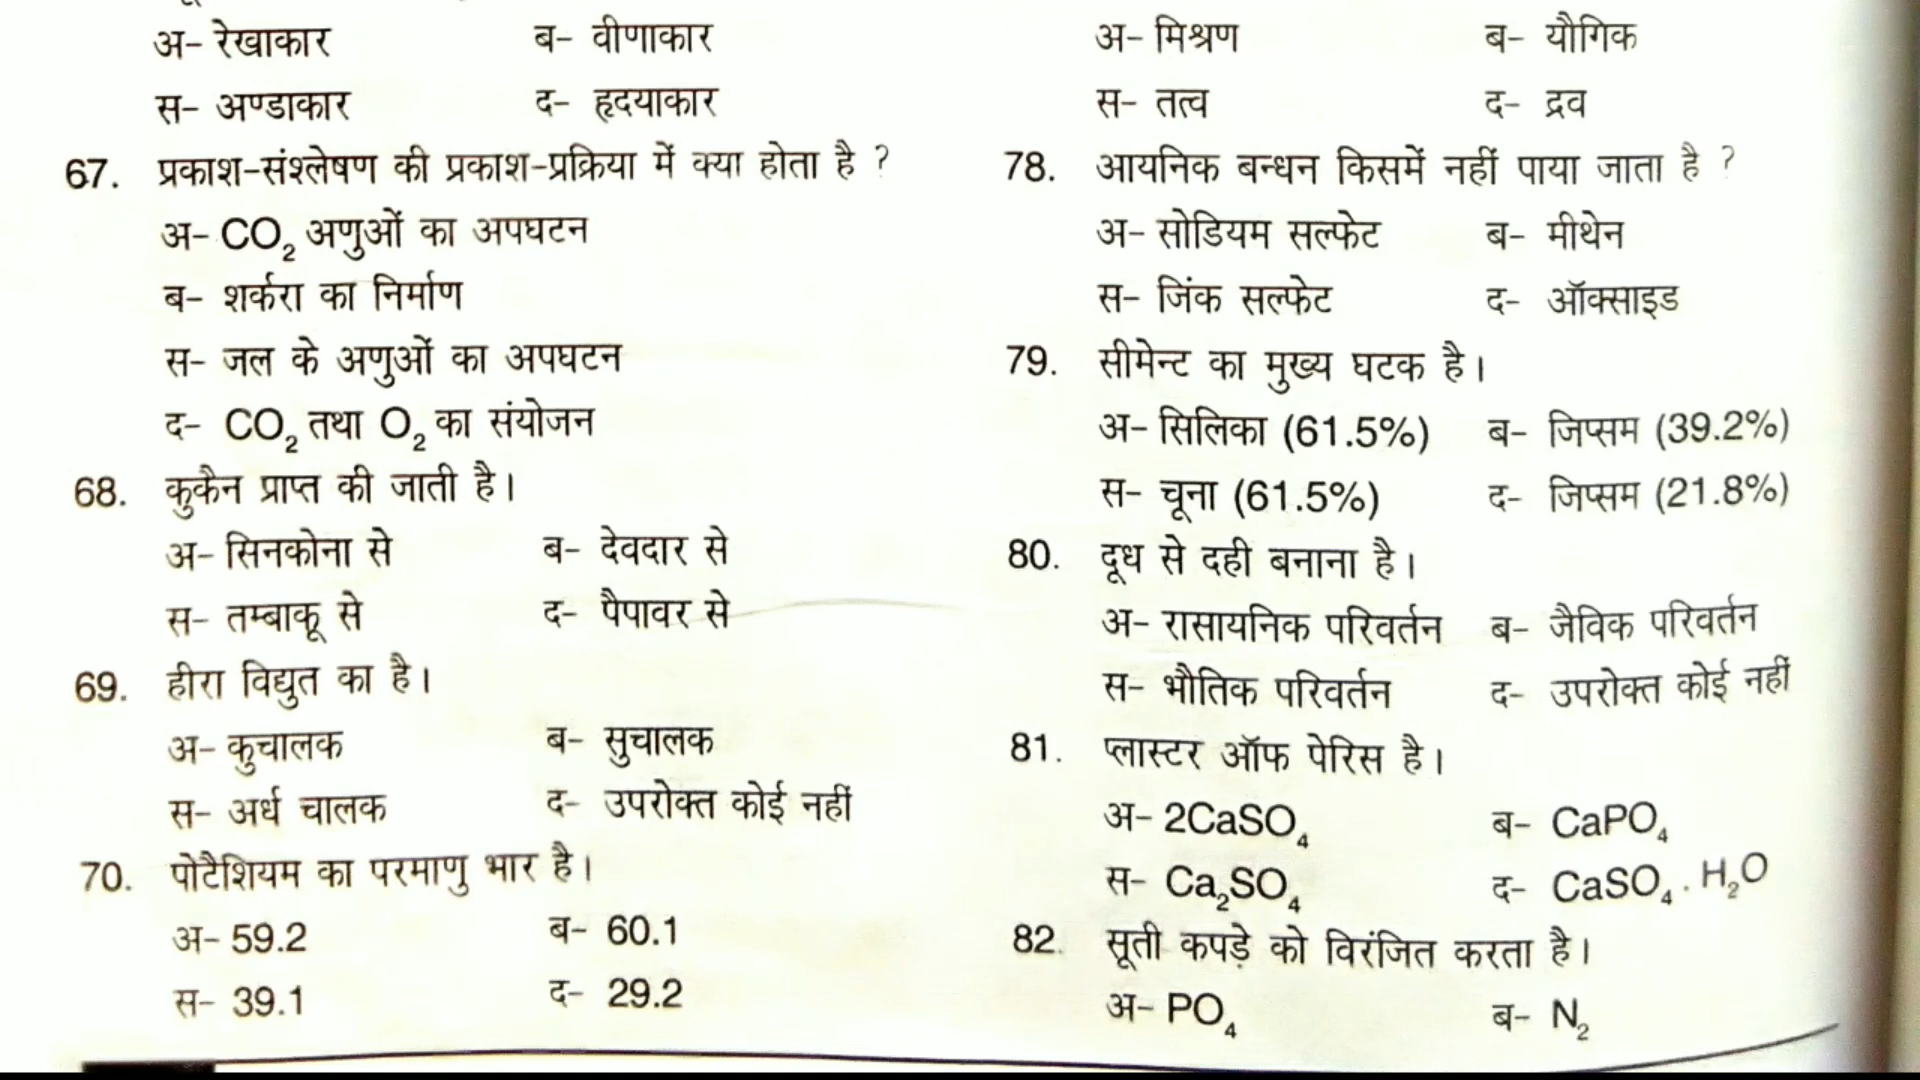 अ- रेखाकार ब- वीणाकार
स- अण्डाकार द- हृदयाकार
67. प्रकाश-संश्लेषण की प्रकाश-प्रक्रिया में क्या होता है ?
अ- CO₂ अणुओं का अपघटन
ब- शर्करा का निर्माण
स- जल के अणुओं का अपघटन
द- CO₂ तथा O₂ का संयोजन
68. कुकैन प्राप्त की जाती है।
अ- सिनकोना से ब- देवदार से
स- तम्बाकू से द- पैपावर से
69. हीरा विद्युत का है।
अ- कुचालक ब- सुचालक
स- अर्ध चालक द- उपरोक्त कोई नहीं
70. पोटैशियम का परमाणु भार है।
अ- 59.2 ब- 60.1
स- 39.1 द- 29.2
अ- मिश्रण ब- यौगिक
स- तत्व द- द्रव
78. आयनिक बन्धन किसमें नहीं पाया जाता है ?
अ- सोडियम सल्फेट ब- मीथेन
स- जिंक सल्फेट द- ऑक्साइड
79. सीमेन्ट का मुख्य घटक है।
अ- सिलिका (61.5%) ब- जिप्सम (39.2%)
स- चूना (61.5%) द- जिप्सम (21.8%)
80. दूध से दही बनाना है।
अ- रासायनिक परिवर्तन ब- जैविक परिवर्तन
स- भौतिक परिवर्तन द- उपरोक्त कोई नहीं
81. प्लास्टर ऑफ पेरिस है।
अ- 2CaSO₄ ब- CaPO₄
स- Ca₂SO₄ द- CaSO₄ . H₂O
82. सूती कपड़े को विरंजित करता है।
अ- PO₄ ब- N₂